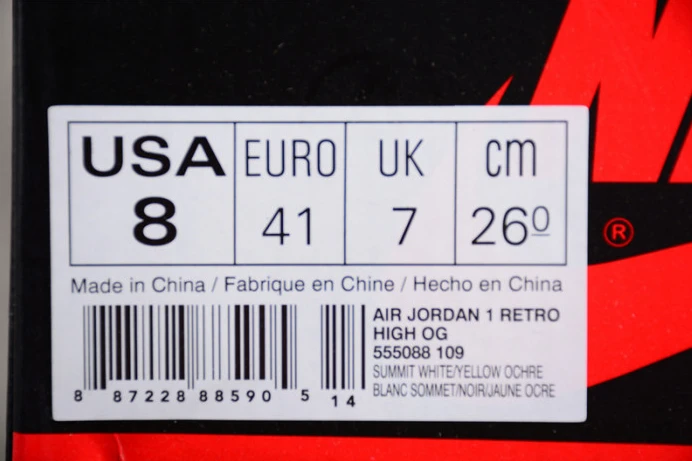 USA EURO UK cm
8 41 7 26⁰
Made in China / Fabrique en Chine / Hecho en China
AIR JORDAN 1 RETRO
HIGH OG
555088 109
SUMMIT WHITE/YELLOW OCHRE
BLANC SOMMET/NOIR/JAUNE OCRE
8 87228 88590 5 14
®